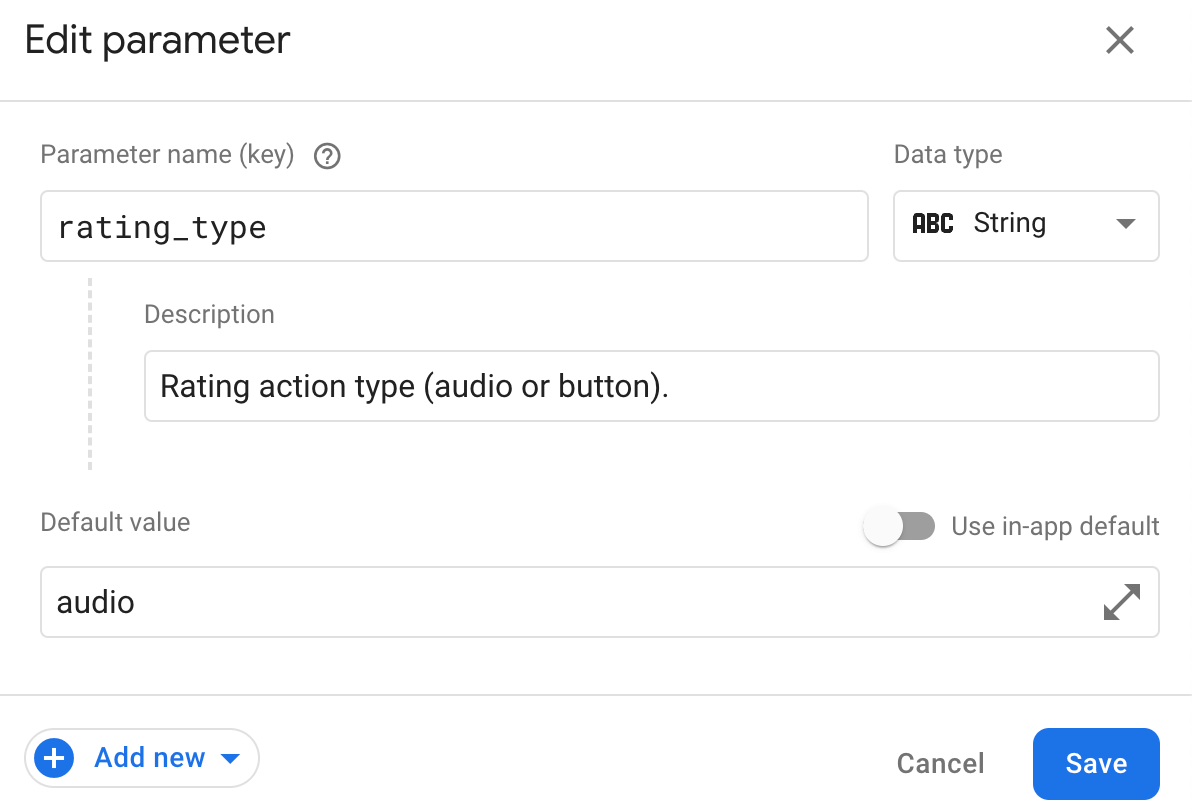 Edit parameter
Parameter name (key)
Data type
rating_type
ABC String
Description
Rating action type (audio or button).
Default value
Use in-app default
audio
Add new
Cancel
Save